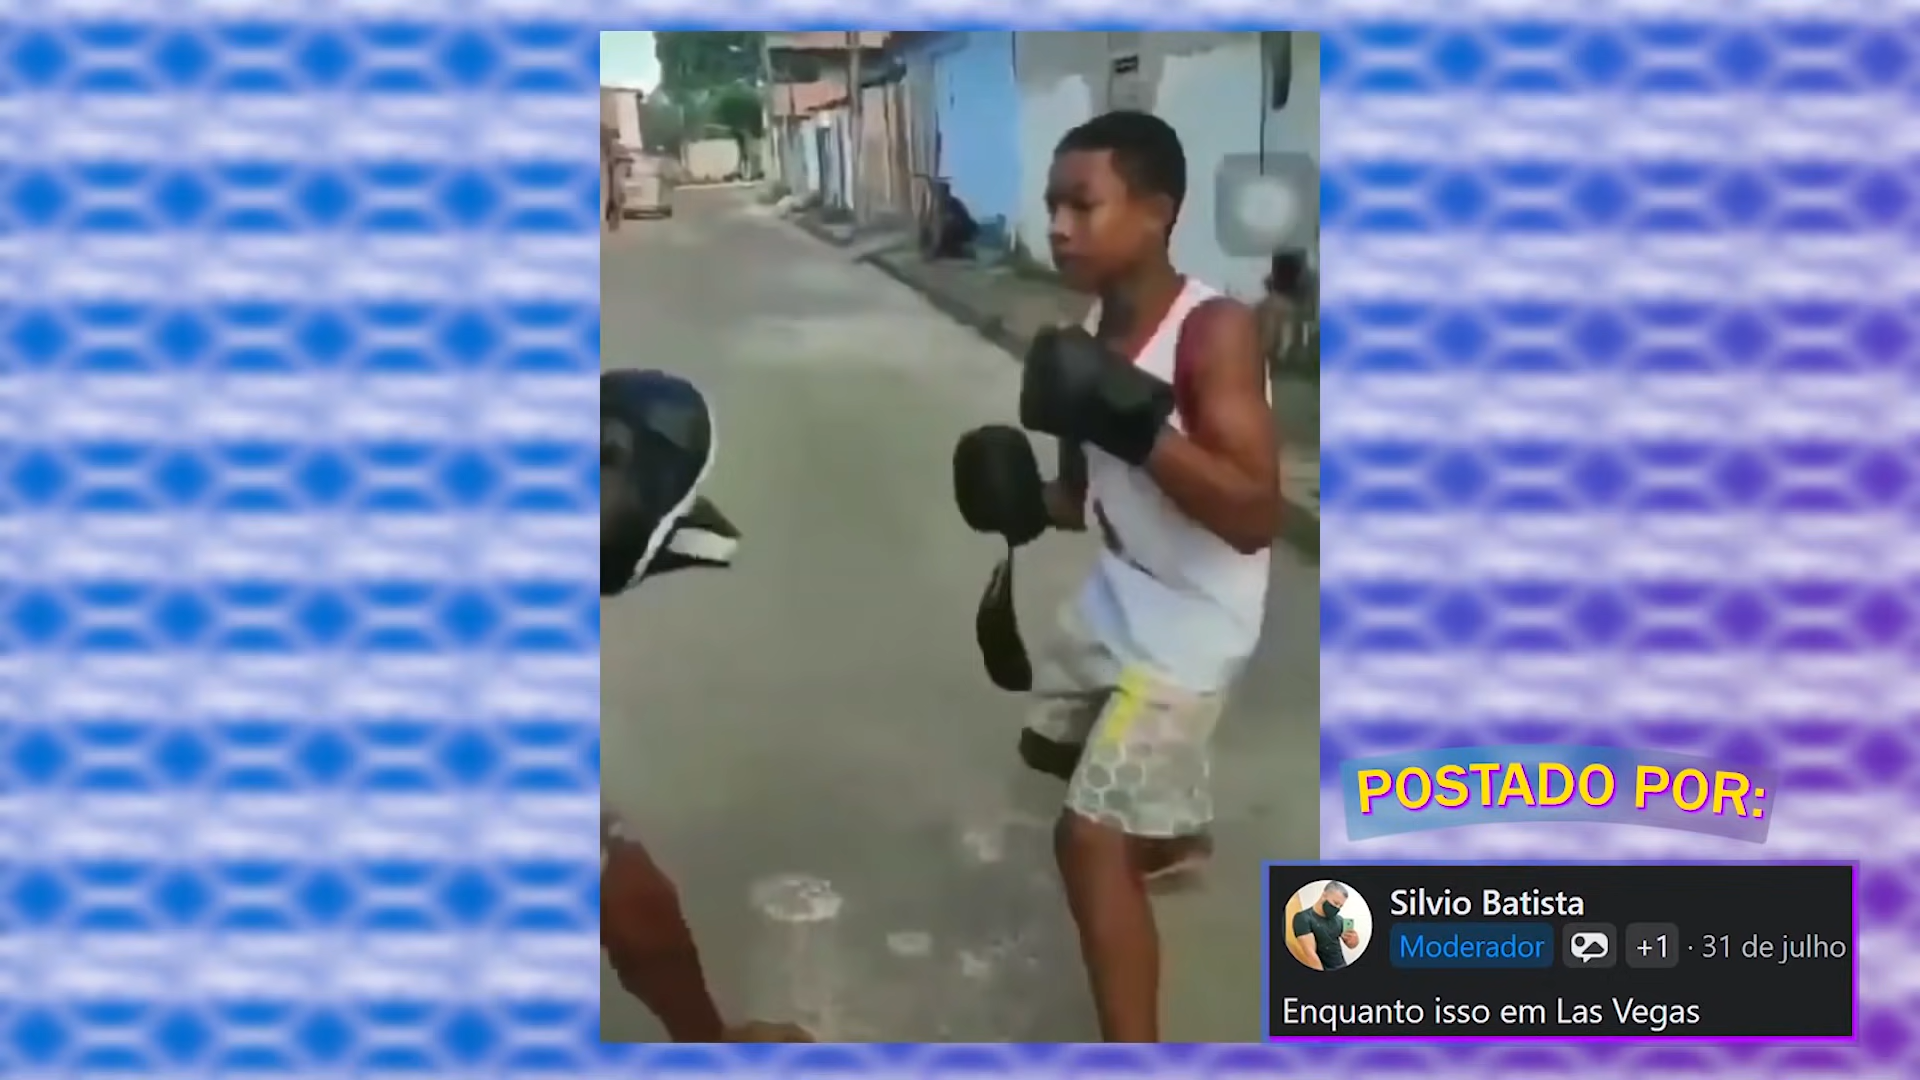 POSTADO POR:
Silvio Batista
Moderador +1 · 31 de julho
Enquanto isso em Las Vegas